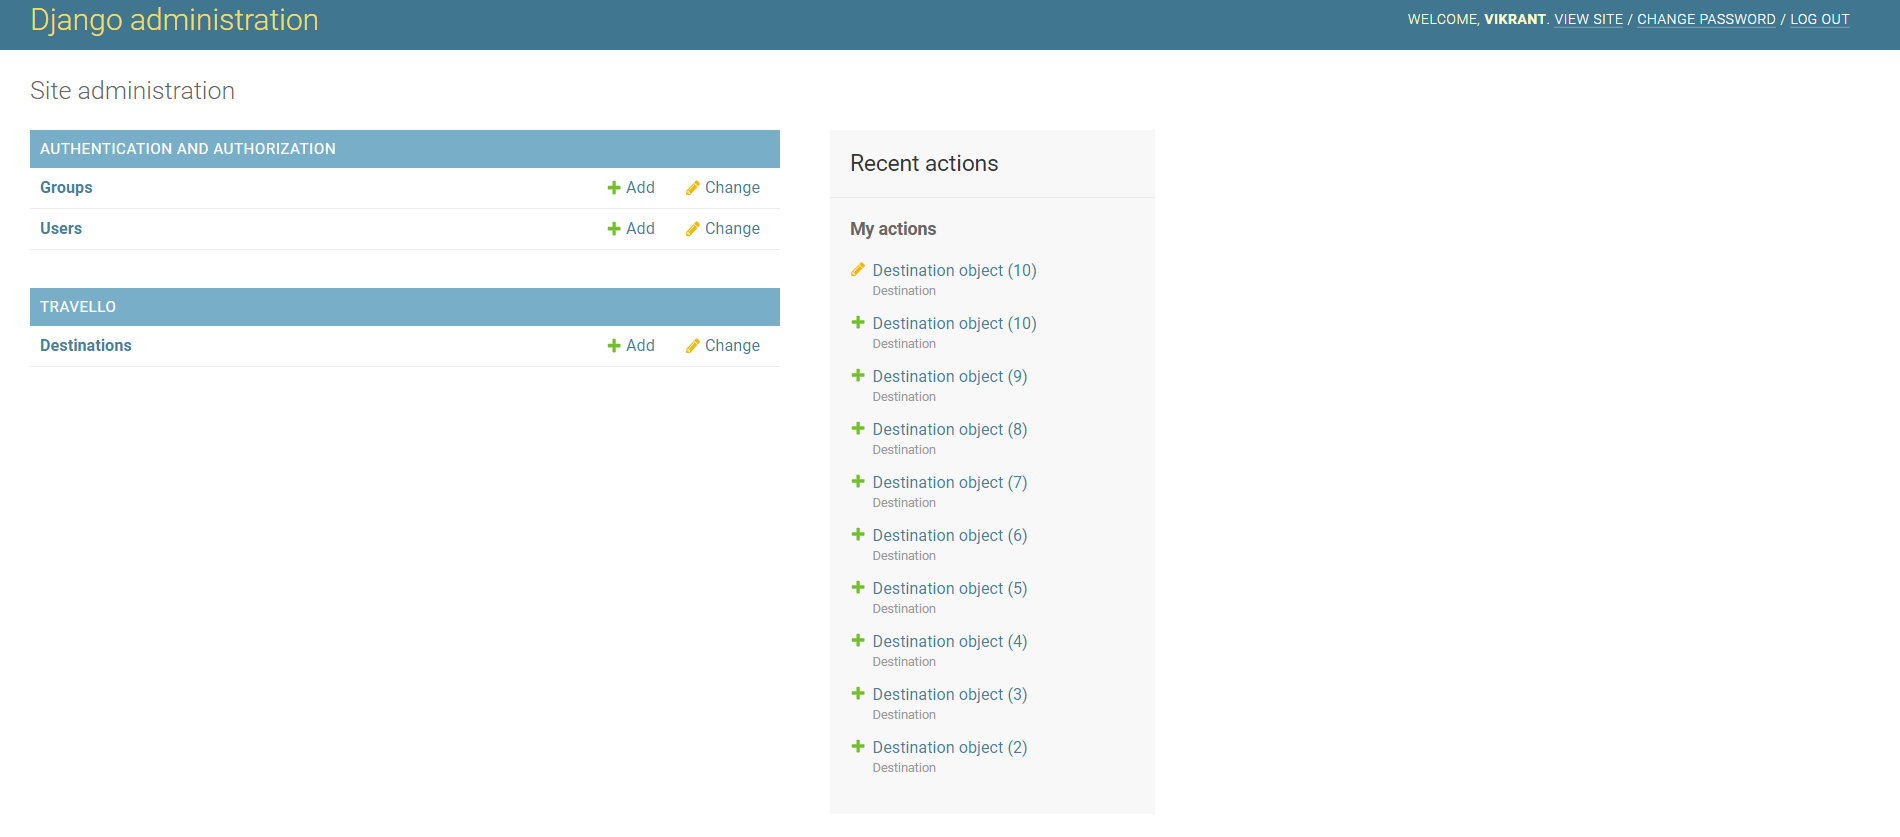 Django administration
WELCOME, VIKRANT. VIEW SITE / CHANGE PASSWORD / LOG OUT
Site administration
AUTHENTICATION AND AUTHORIZATION
Groups Add Change
Users Add Change
TRAVELLO
Destinations Add Change
Recent actions
My actions
Destination object (10)
Destination
Destination object (10)
Destination
Destination object (9)
Destination
Destination object (8)
Destination
Destination object (7)
Destination
Destination object (6)
Destination
Destination object (5)
Destination
Destination object (4)
Destination
Destination object (3)
Destination
Destination object (2)
Destination